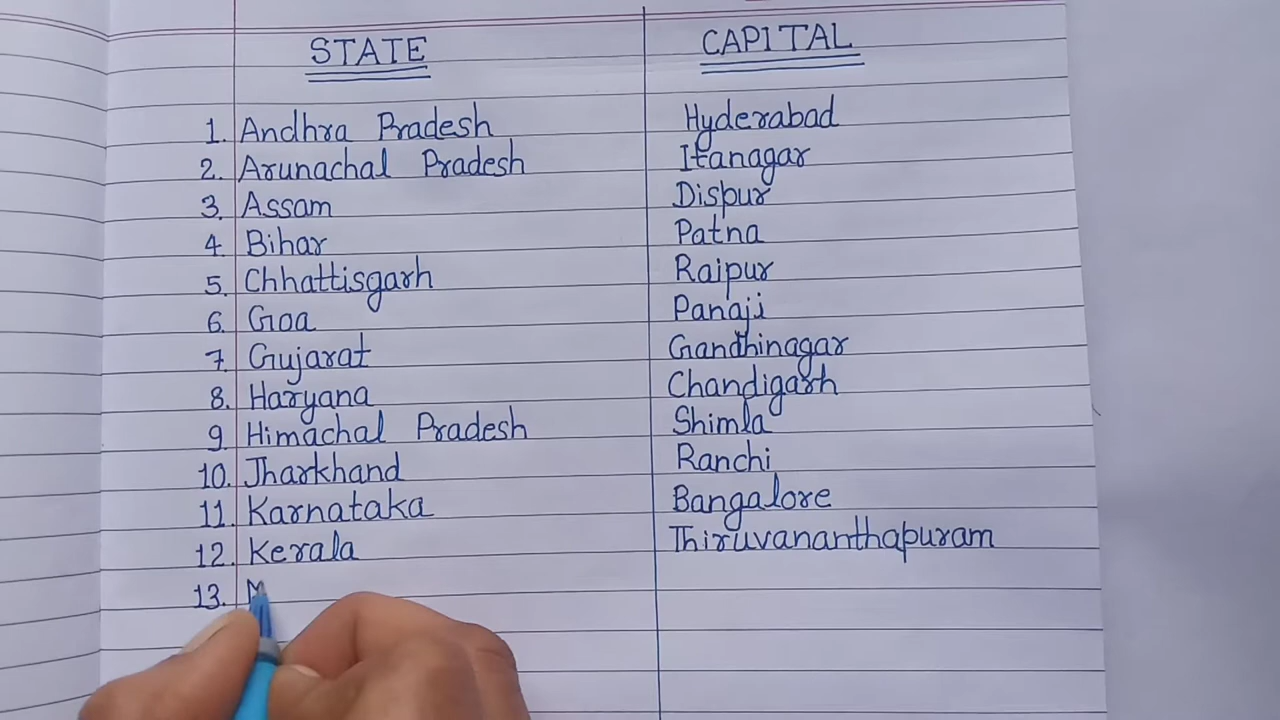 STATE CAPITAL
1. Andhra Pradesh Hyderabad
2. Arunachal Pradesh Itanagar
3. Assam Dispur
4. Bihar Patna
5. Chhattisgarh Raipur
6. Goa Panaji
7. Gujarat Gandhinagar
8. Haryana Chandigarh
9. Himachal Pradesh Shimla
10. Jharkhand Ranchi
11. Karnataka Bangalore
12. Kerala Thiruvananthapuram
13. M